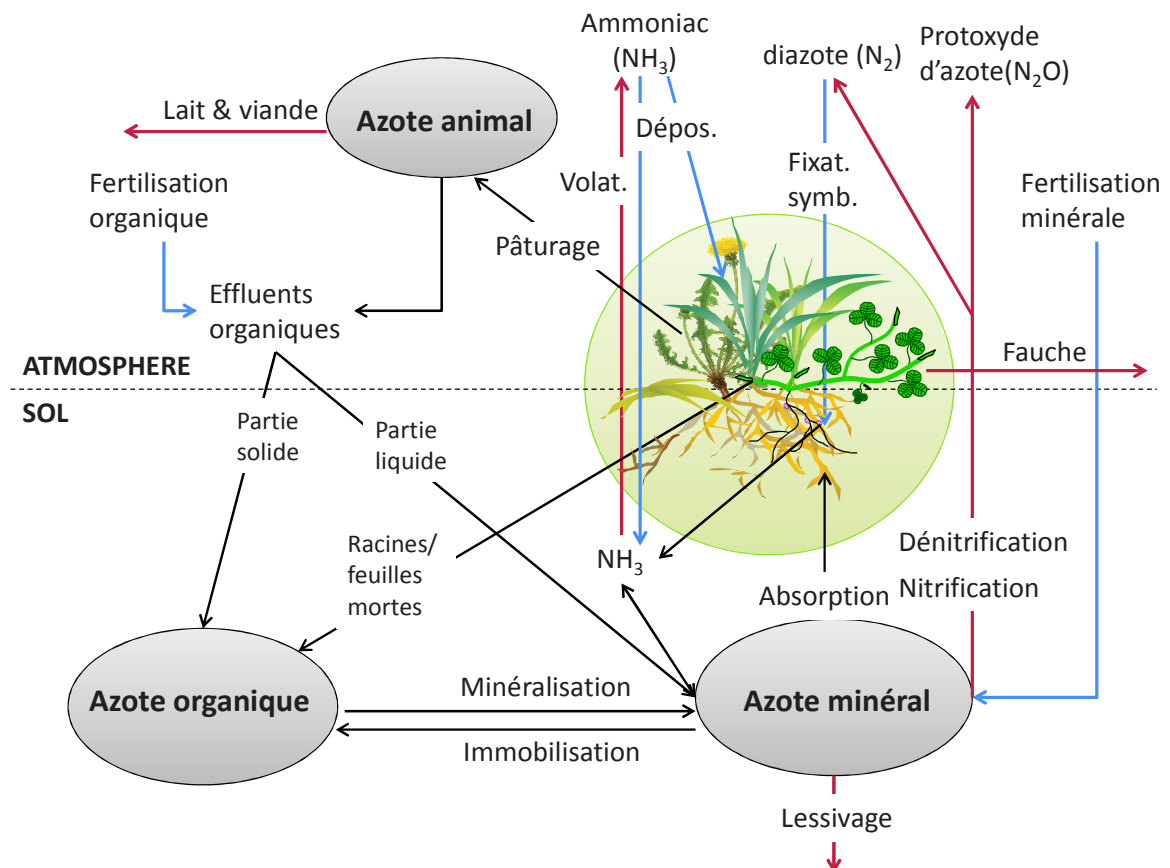 Ammoniac
(NH₃)
diazote (N₂)
Protoxyde
d’azote(N₂O)
Lait & viande
Azote animal
Dépos.
Fertilisation
organique
Volat.
Fixat.
symb.
Fertilisation
minérale
Pâturage
Effluents
organiques
ATMOSPHERE
Fauche
SOL
Partie
solide
Partie
liquide
Racines/
feuilles
mortes
NH₃
Dénitrification
Absorption
Nitrification
Azote organique
Minéralisation
Azote minéral
Immobilisation
Lessivage